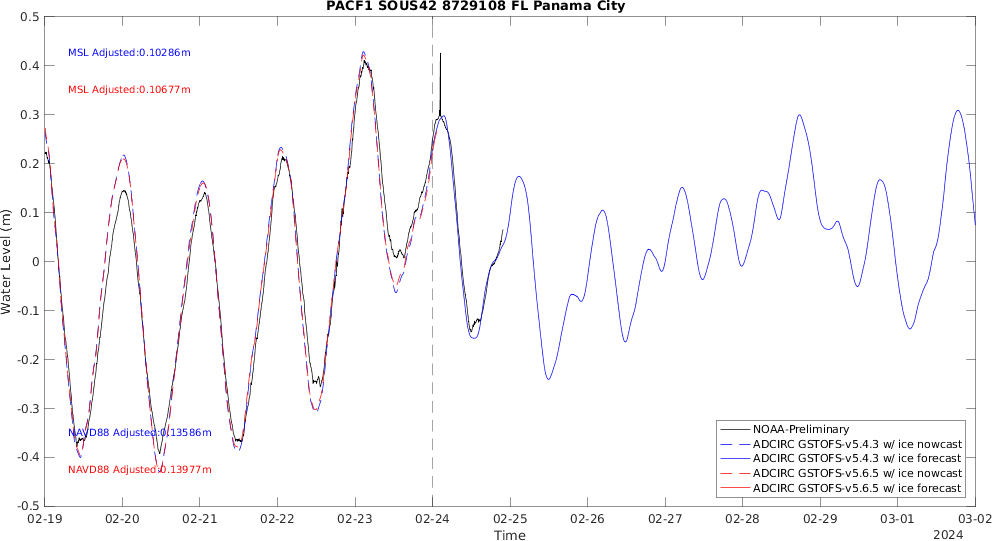 PACF1 SOUS42 8729108 FL Panama City
MSL Adjusted:0.10286m
MSL Adjusted:0.10677m
NAVD88 Adjusted:0.13586m
NAVD88 Adjusted:0.13977m
Water Level (m)
0.5
0.4
0.3
0.2
0.1
0
-0.1
-0.2
-0.3
-0.4
-0.5
NOAA-Preliminary
ADCIRC GSTOFS-v5.4.3 w/ ice nowcast
ADCIRC GSTOFS-v5.4.3 w/ ice forecast
ADCIRC GSTOFS-v5.6.5 w/ ice nowcast
ADCIRC GSTOFS-v5.6.5 w/ ice forecast
02-19 02-20 02-21 02-22 02-23 02-24 02-25 02-26 02-27 02-28 02-29 03-01 03-02
Time
2024